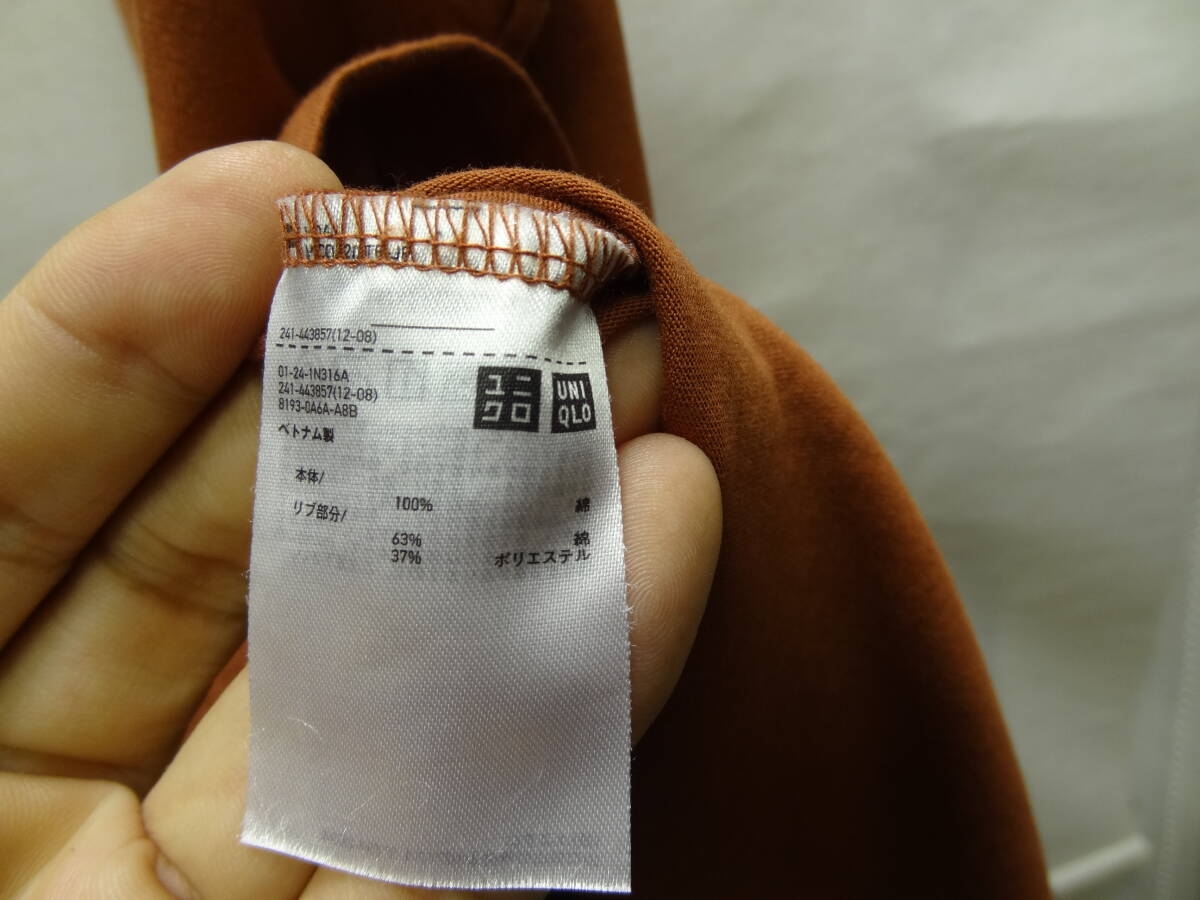 241-443857(12-08)
01-24-1N316A
241-443857(12-08)
8193-0A6A-A8B
ベトナム製
ユニ
クロ
UNI
QLO
本体/
100% 綿
リブ部分/
63% 綿
37% ポリエステル